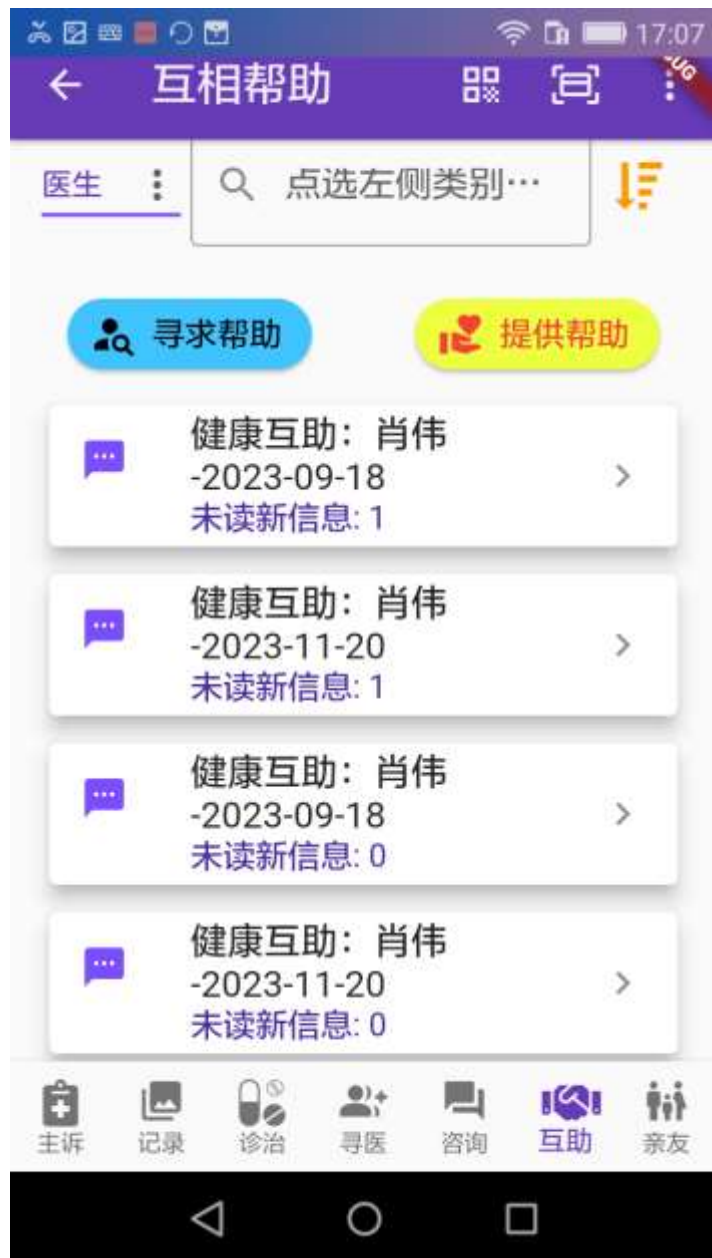 17:07
互相帮助
UG
医生
点选左侧类别…
寻求帮助
提供帮助
健康互助：肖伟
-2023-09-18
未读新信息: 1
健康互助：肖伟
-2023-11-20
未读新信息: 1
健康互助：肖伟
-2023-09-18
未读新信息: 0
健康互助：肖伟
-2023-11-20
未读新信息: 0
主诉 记录 诊治 寻医 咨询 互助 亲友